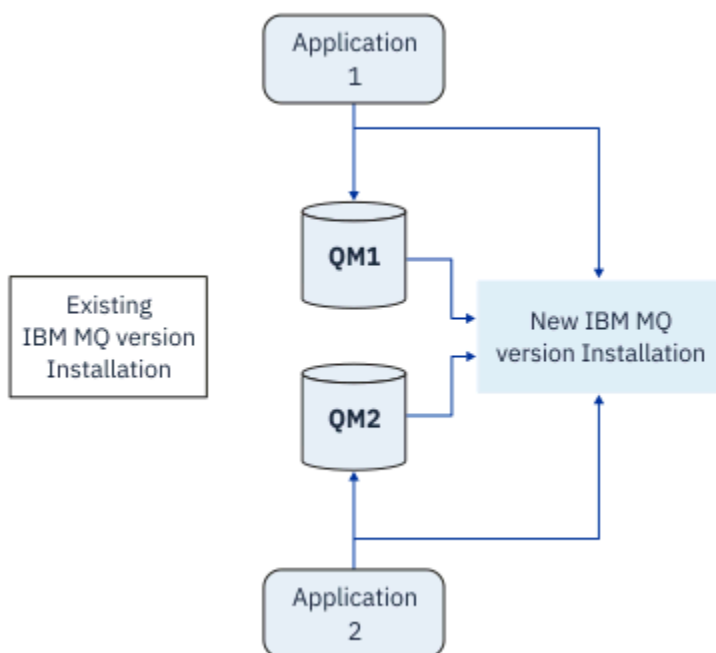 Application
1
QM1
Existing
IBM MQ version
Installation
New IBM MQ
version Installation
QM2
Application
2